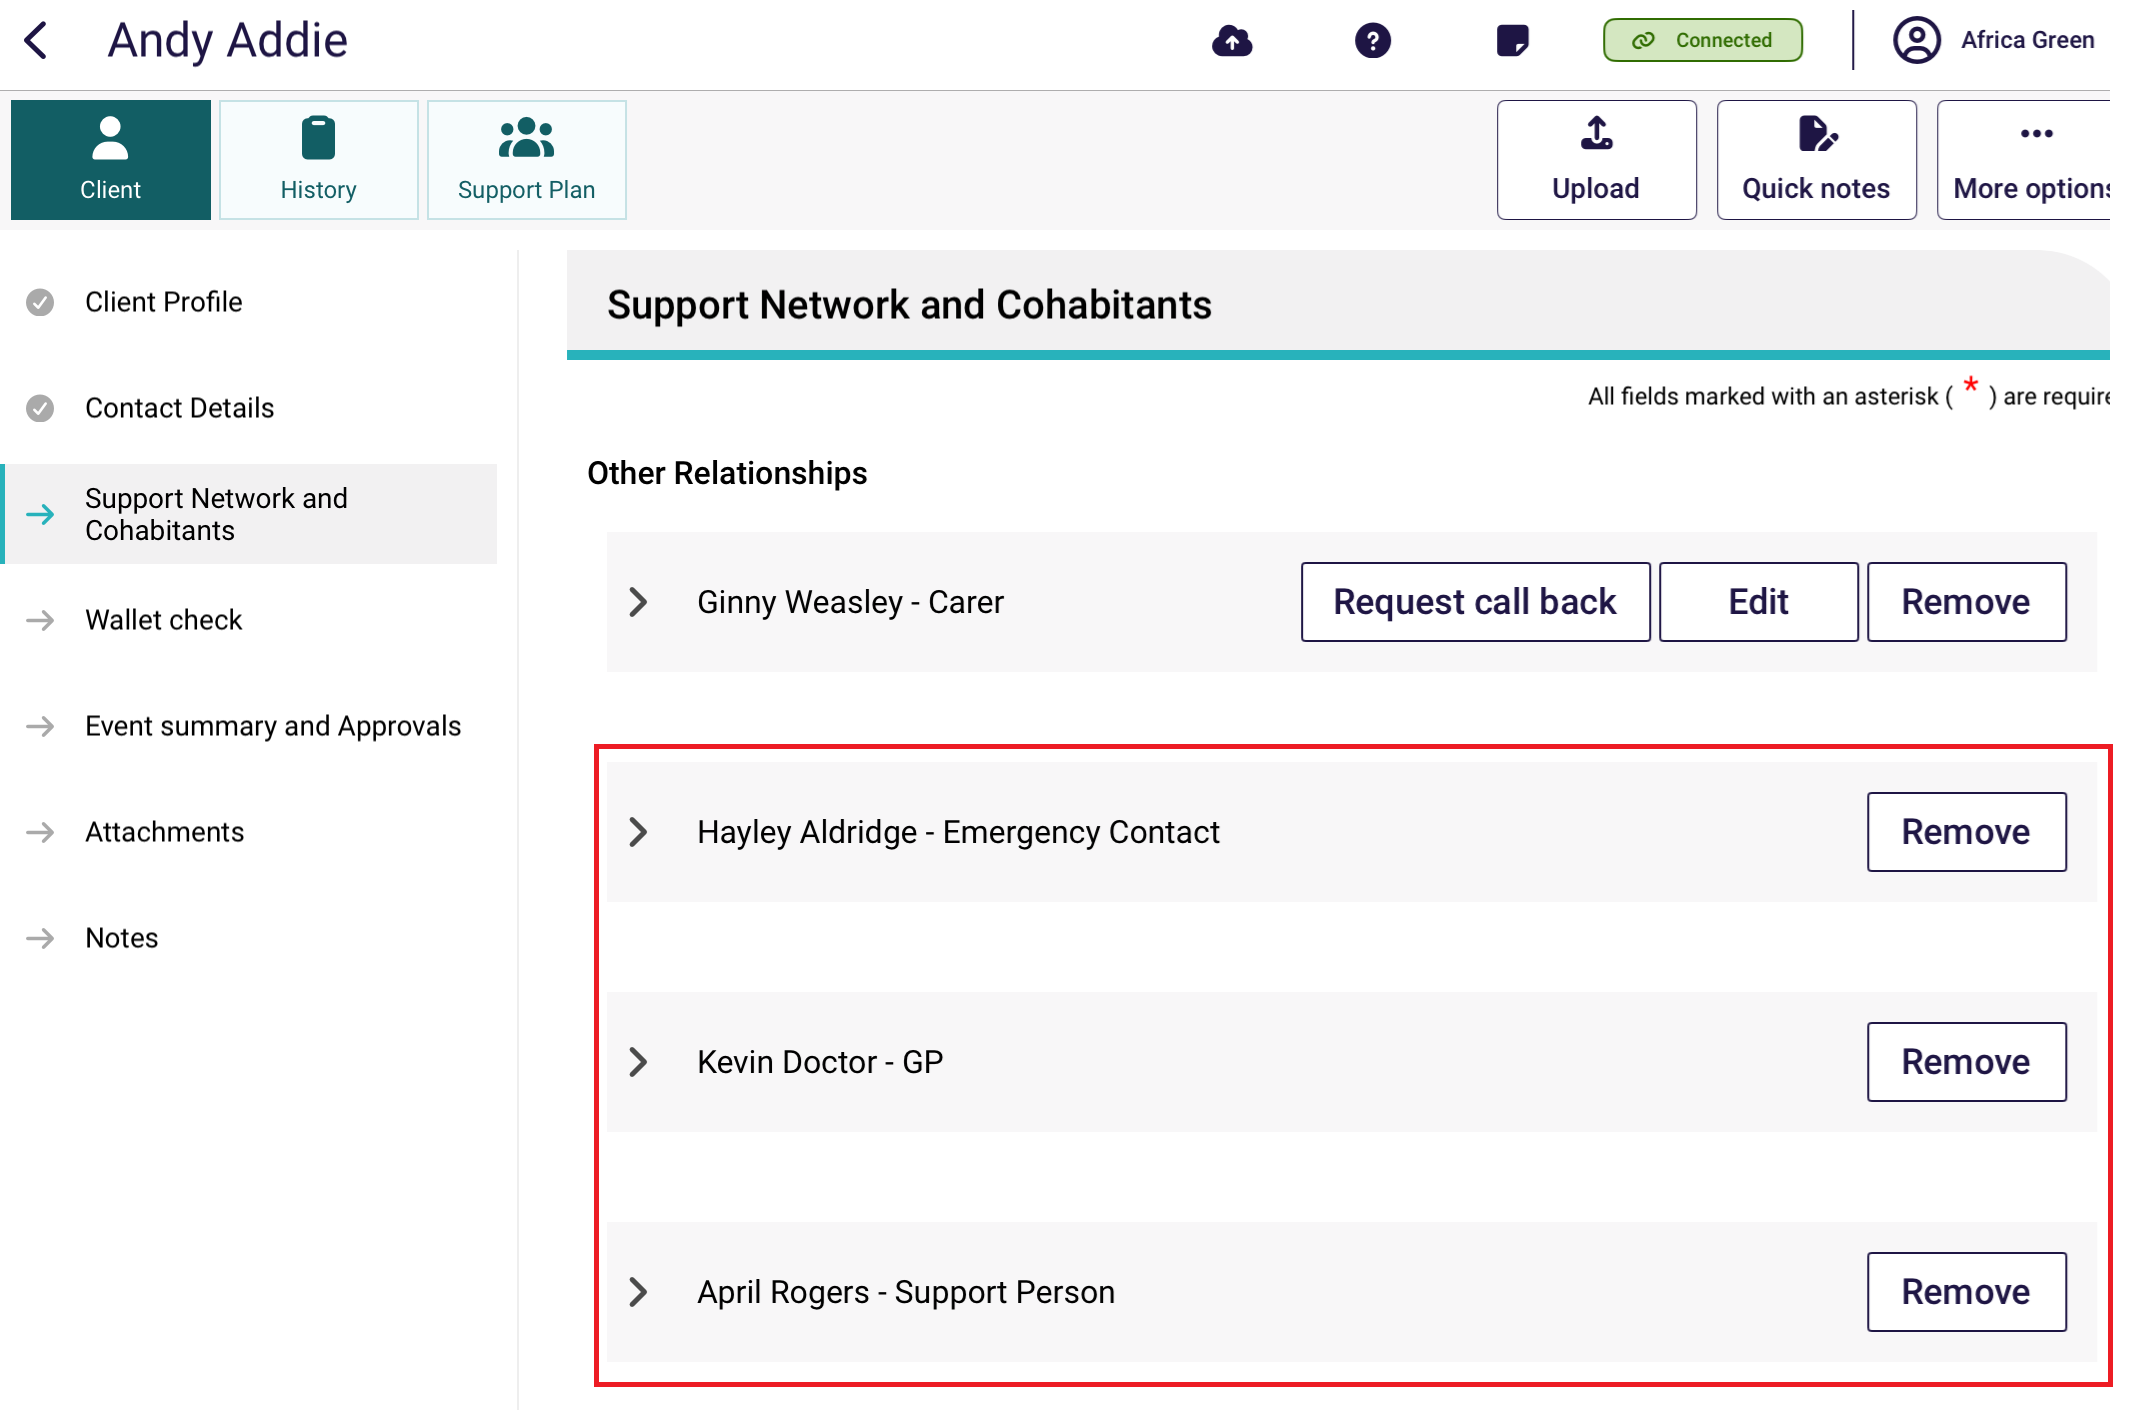 Andy Addie
Connected
Africa Green
Client
History
Support Plan
Upload
Quick notes
More options
Client Profile
Contact Details
Support Network and
Cohabitants
Wallet check
Event summary and Approvals
Attachments
Notes
Support Network and Cohabitants
All fields marked with an asterisk ( * ) are require
Other Relationships
Ginny Weasley - Carer
Request call back
Edit
Remove
Hayley Aldridge - Emergency Contact
Remove
Kevin Doctor - GP
Remove
April Rogers - Support Person
Remove